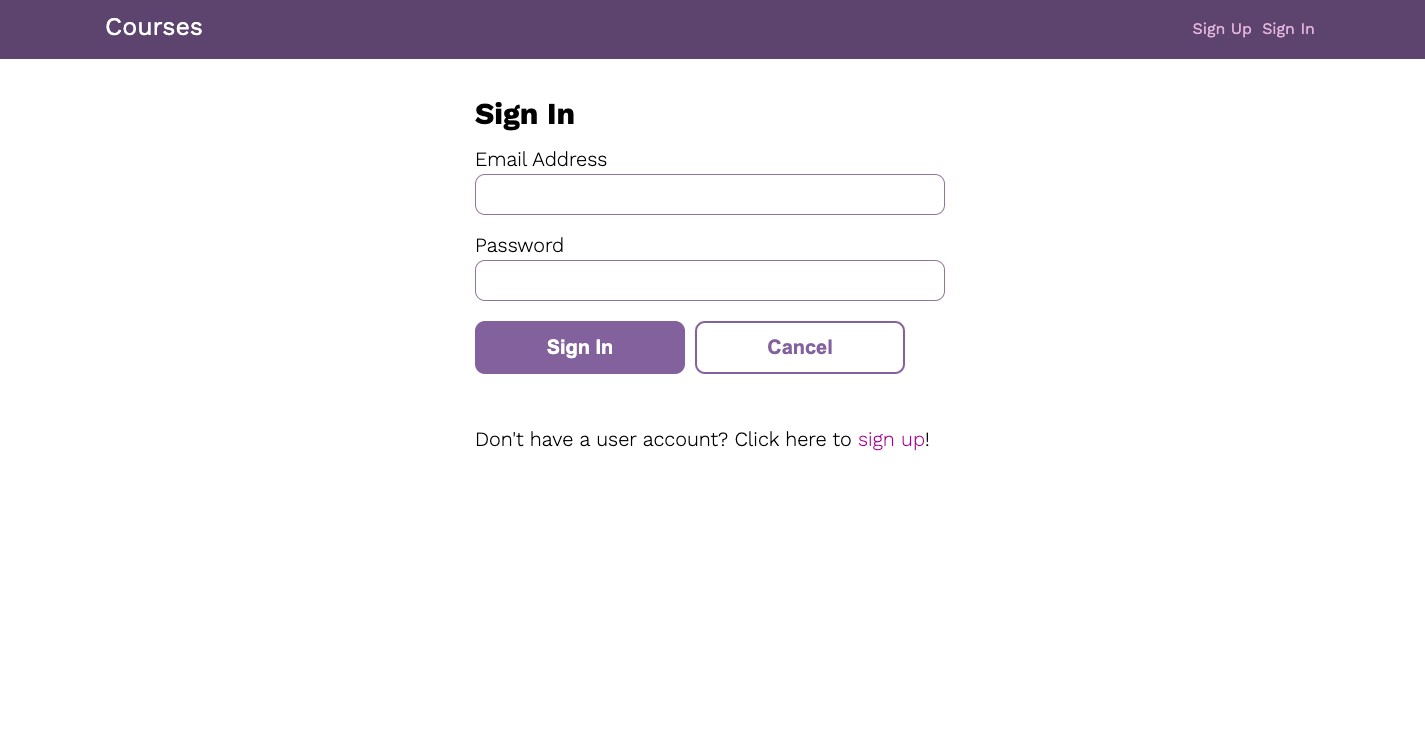 Courses
Sign Up Sign In
Sign In
Email Address
Password
Sign In
Cancel
Don't have a user account? Click here to sign up!